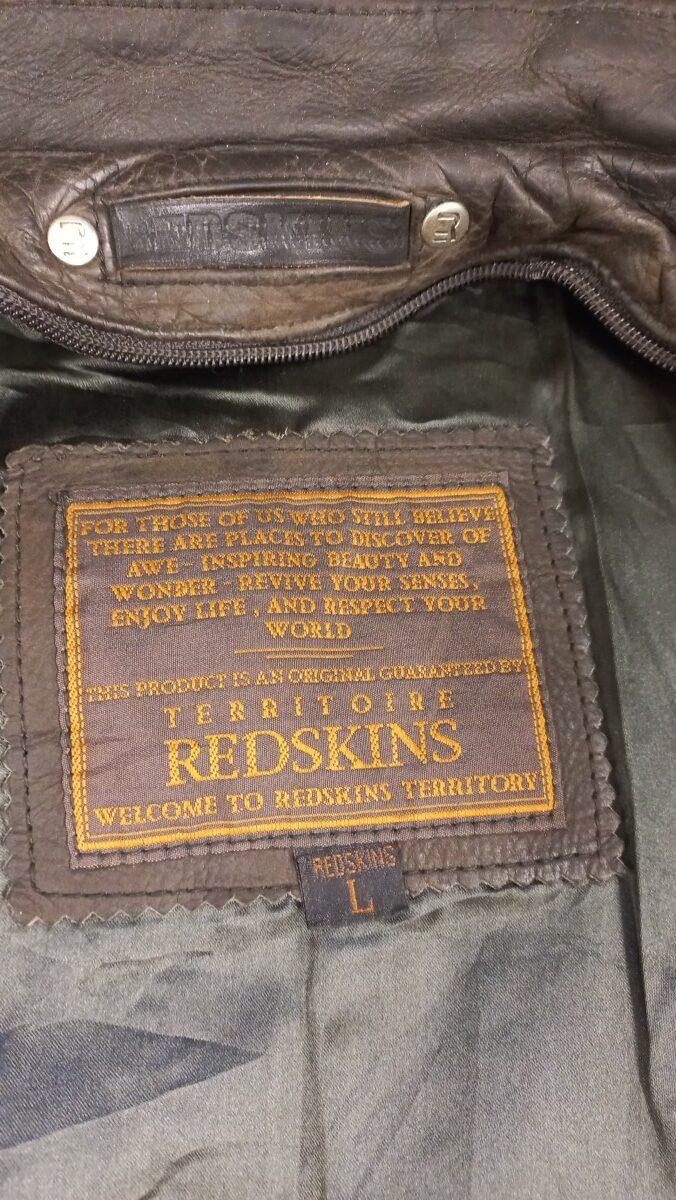 REDSKINS
FOR THOSE OF US WHO STILL BELIEVE
THERE ARE PLACES TO DISCOVER OF
AWE - INSPIRING BEAUTY AND
WONDER - REVIVE YOUR SENSES,
ENJOY LIFE, AND RESPECT YOUR
WORLD
THIS PRODUCT IS AN ORIGINAL GUARANTEED BY
TERRITOIRE
REDSKINS
WELCOME TO REDSKINS TERRITORY
REDSKINS
L